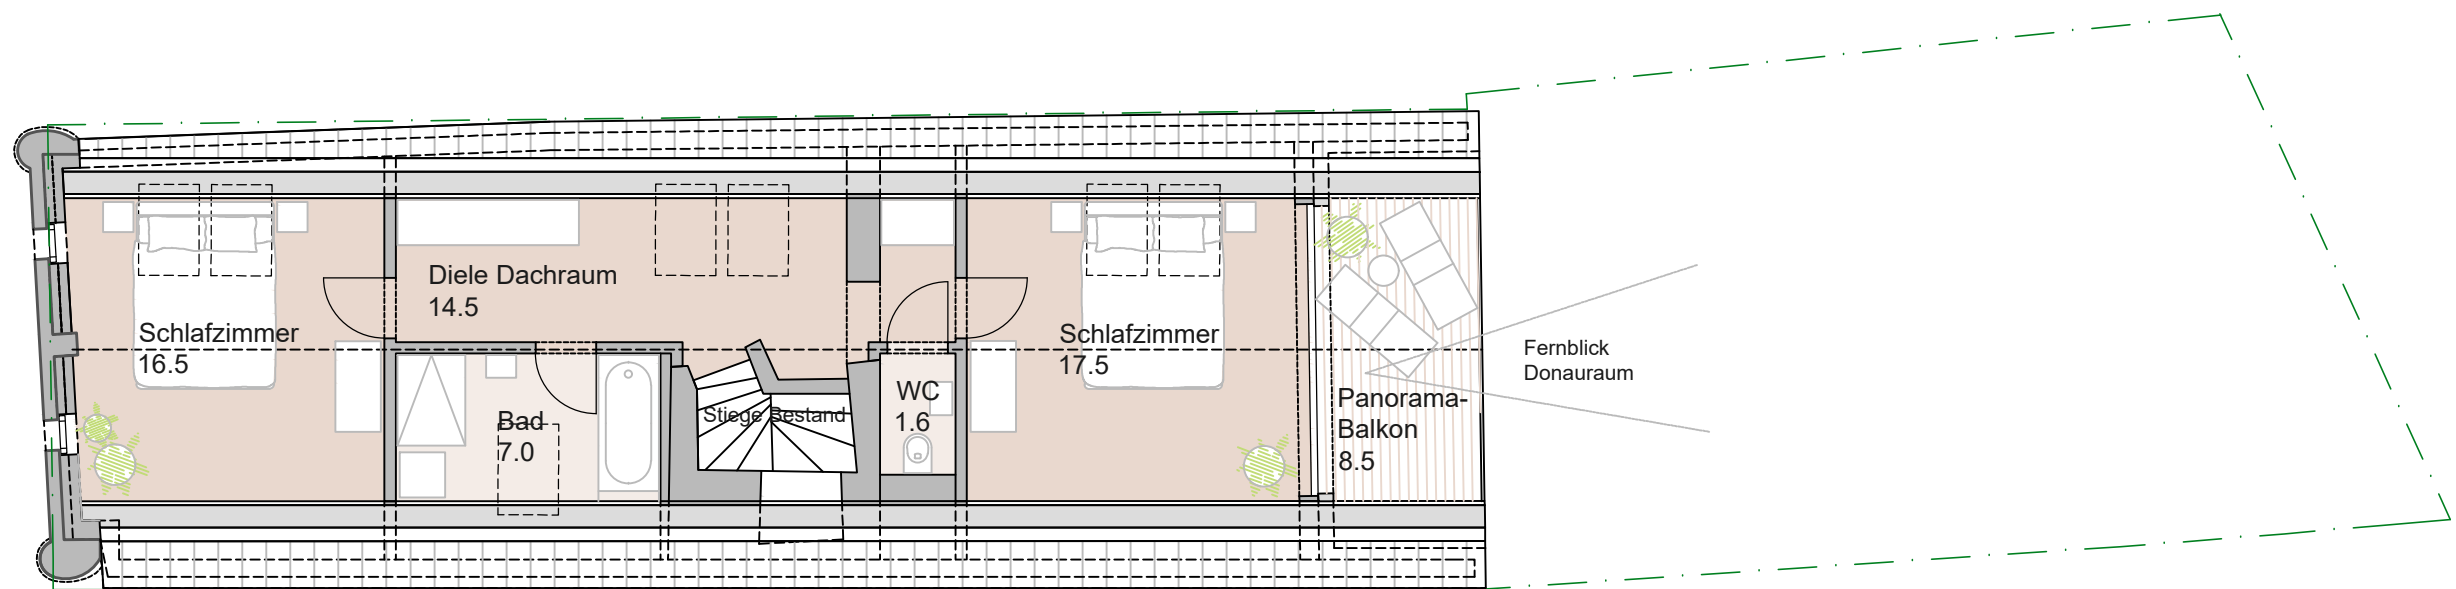 Diele Dachraum
14.5
Schlafzimmer
16.5
Bad
7.0
Stiege Bestand
WC
1.6
Schlafzimmer
17.5
Panorama-
Balkon
8.5
Fernblick
Donauraum